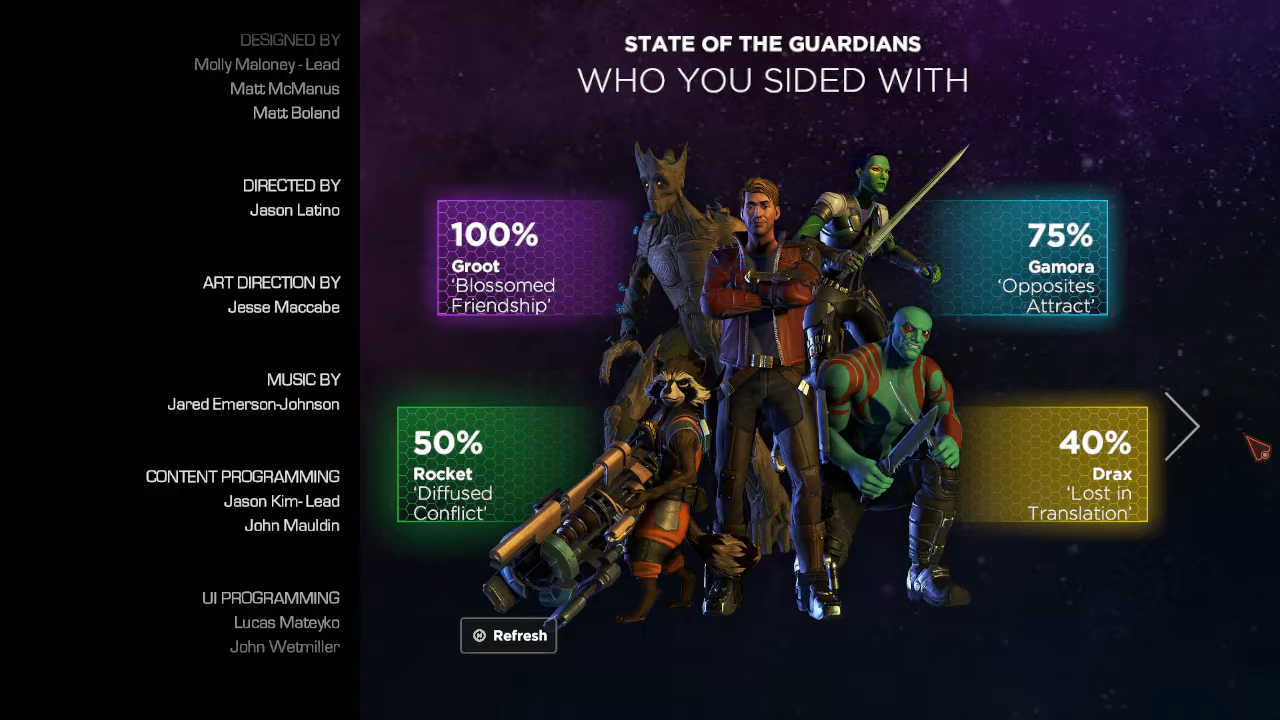 DESIGNED BY
Molly Maloney - Lead
Matt McManus
Matt Boland
DIRECTED BY
Jason Latino
ART DIRECTION BY
Jesse Maccabe
MUSIC BY
Jared Emerson-Johnson
CONTENT PROGRAMMING
Jason Kim- Lead
John Mauldin
UI PROGRAMMING
Lucas Mateyko
John Wetmiller
STATE OF THE GUARDIANS
WHO YOU SIDED WITH
100%
Groot
'Blossomed
Friendship'
75%
Gamora
'Opposites
Attract'
50%
Rocket
'Diffused
Conflict'
40%
Drax
'Lost in
Translation'
Refresh